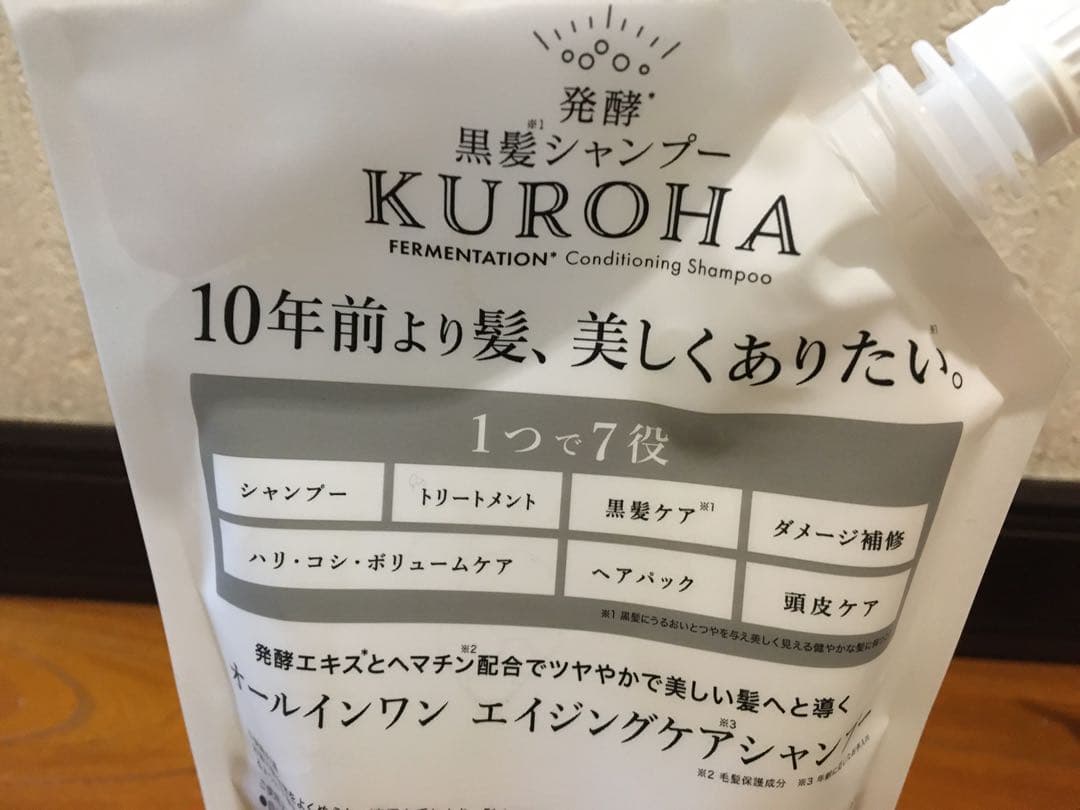 発酵*
黒髪※1シャンプー
KUROHA
FERMENTATION* Conditioning Shampoo
10年前より髪、美しくありたい。
1つで7役
シャンプー
トリートメント
黒髪ケア※1
ダメージ補修
ハリ・コシ・ボリュームケア
ヘアパック
頭皮ケア
※1 黒髪にうるおいとつやを与え美しく見える健やかな髪に
発酵エキス*とヘマチン※2配合でツヤやかで美しい髪へと導く
オールインワン エイジングケア※3シャンプー
※2 毛髪保護成分 ※3